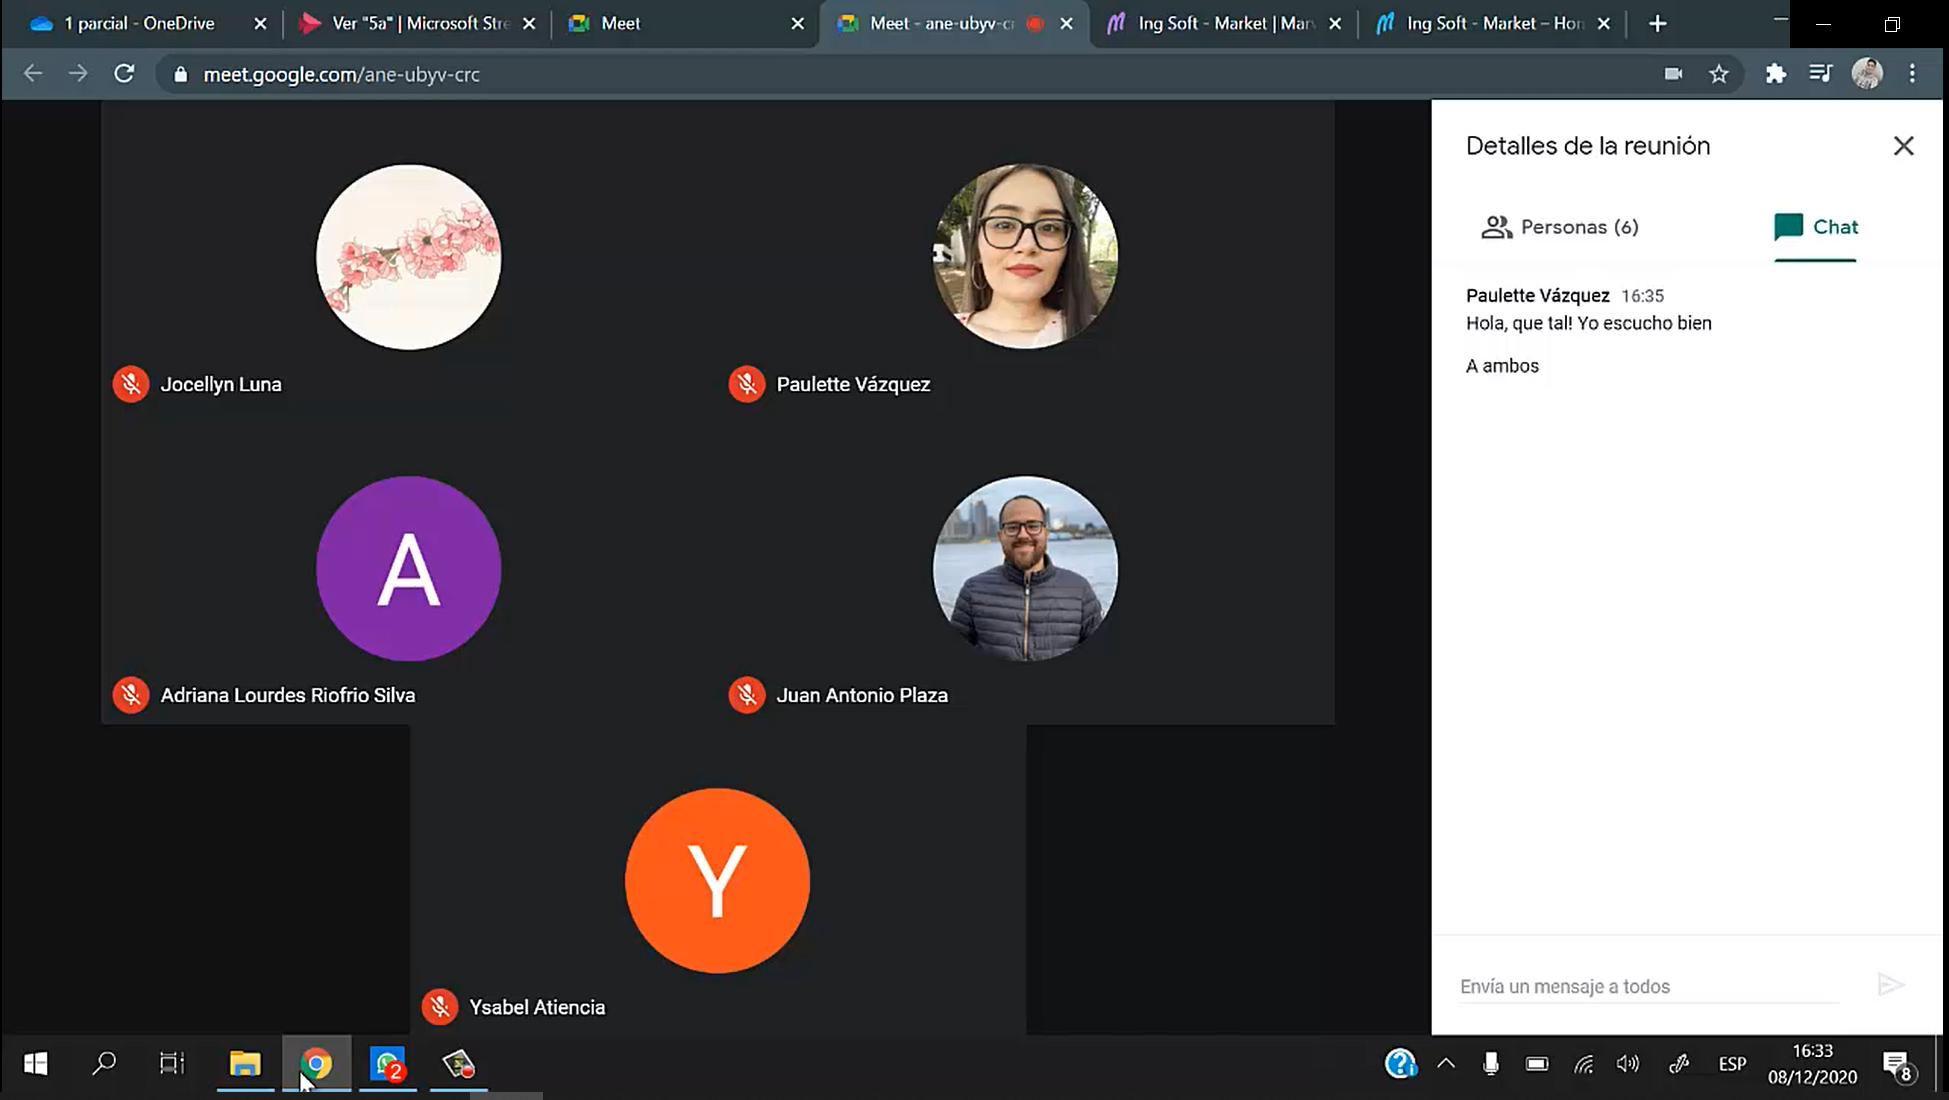 1 parcial - OneDrive
Ver "5a" | Microsoft Stre
Meet
Meet - ane-ubyv-cr
Ing Soft - Market | Mar
Ing Soft - Market – Hon
meet.google.com/ane-ubyv-crc
Detalles de la reunión
Personas (6)
Chat
Paulette Vázquez 16:35
Hola, que tal! Yo escucho bien
A ambos
Jocellyn Luna
Paulette Vázquez
A
Adriana Lourdes Riofrio Silva
Juan Antonio Plaza
Y
Ysabel Atiencia
Envía un mensaje a todos
2
ESP
16:33
08/12/2020
8